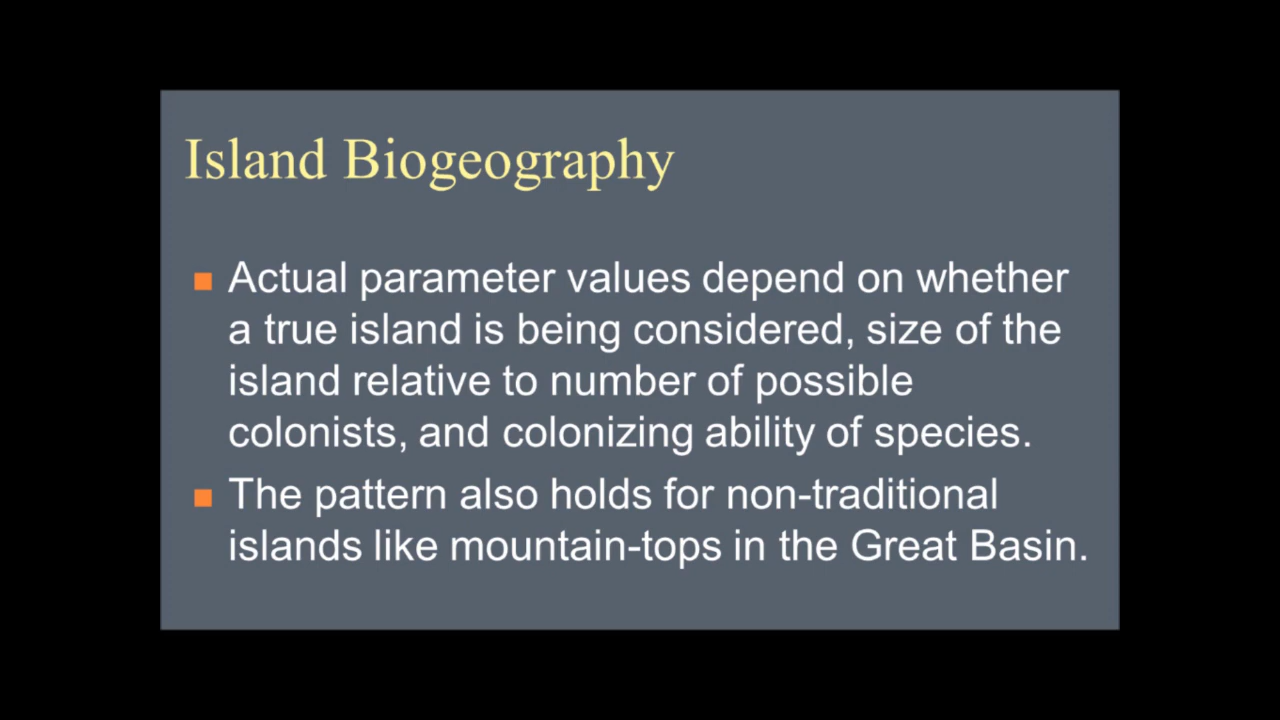 Island Biogeography
Actual parameter values depend on whether
a true island is being considered, size of the
island relative to number of possible
colonists, and colonizing ability of species.
The pattern also holds for non-traditional
islands like mountain-tops in the Great Basin.